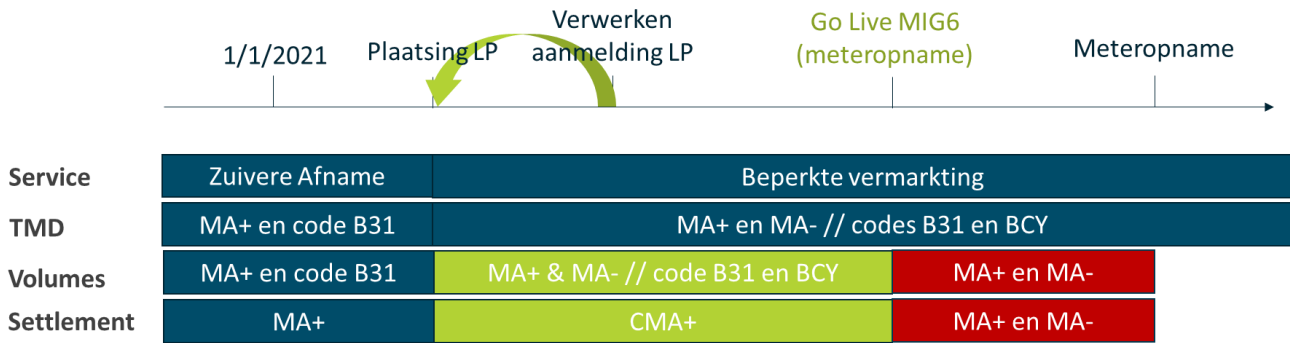 1/1/2021
Plaatsing LP
Verwerken
aanmelding LP
Go Live MIG6
(meteropname)
Meteropname
Service
Zuivere Afname
Beperkte vermarkting
TMD
MA+ en code B31
MA+ en MA- // codes B31 en BCY
Volumes
MA+ en code B31
MA+ & MA- // code B31 en BCY
MA+ en MA-
Settlement
MA+
CMA+
MA+ en MA-